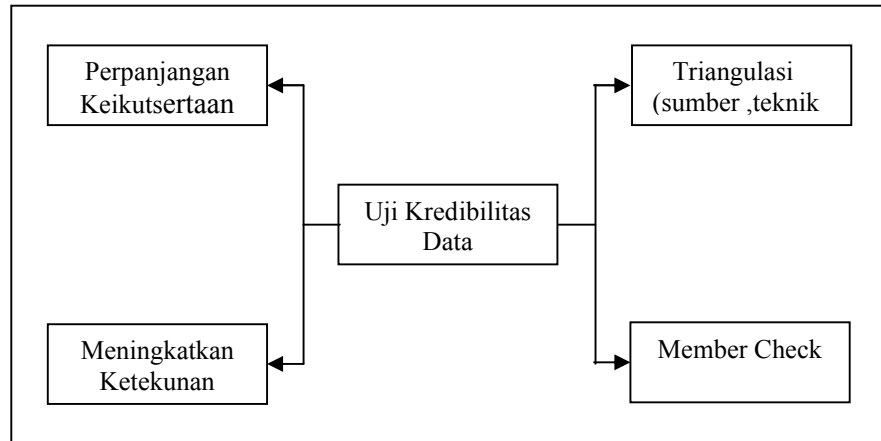 Perpanjangan
Keikutsertaan
Triangulasi
(sumber ,teknik
Uji Kredibilitas
Data
Meningkatkan
Ketekunan
Member Check